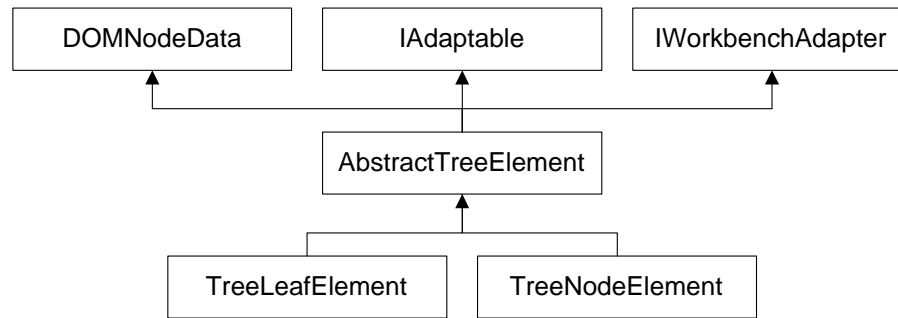 DOMNodeData
IAdaptable
IWorkbenchAdapter
AbstractTreeElement
TreeLeafElement
TreeNodeElement